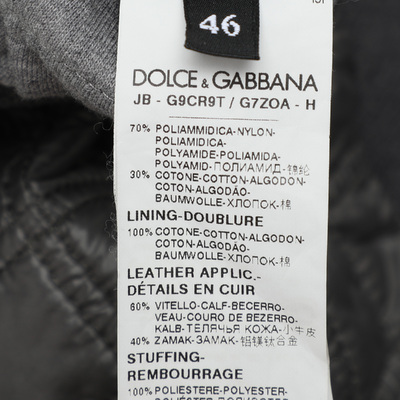 46
DOLCE & GABBANA
JB - G9CR9T / G7ZOA - H
70% POLIAMMIDICA-NYLON-
POLIAMIDICA-
POLYAMIDE-POLIAMIDA-
POLYAMID-ПОЛИАМИД-锦纶
30% COTONE-COTTON-ALGODON-
COTON-ALGODÃO-
BAUMWOLLE-ХЛОПОК-棉
LINING-DOUBLURE
100% COTONE-COTTON-ALGODON-
COTON-ALGODÃO-
BAUMWOLLE-ХЛОПОК-棉
LEATHER APPLIC.-
DÉTAILS EN CUIR
60% VITELLO-CALF-BECERRO-
VEAU-COURO DE BEZERRO-
KALB-ТЕЛЯЧЬЯ КОЖА-小牛皮
40% ZAMAK-ЗАМАК-铝镁钛合金
STUFFING-
REMBOURRAGE
100% POLIESTERE-POLYESTER-